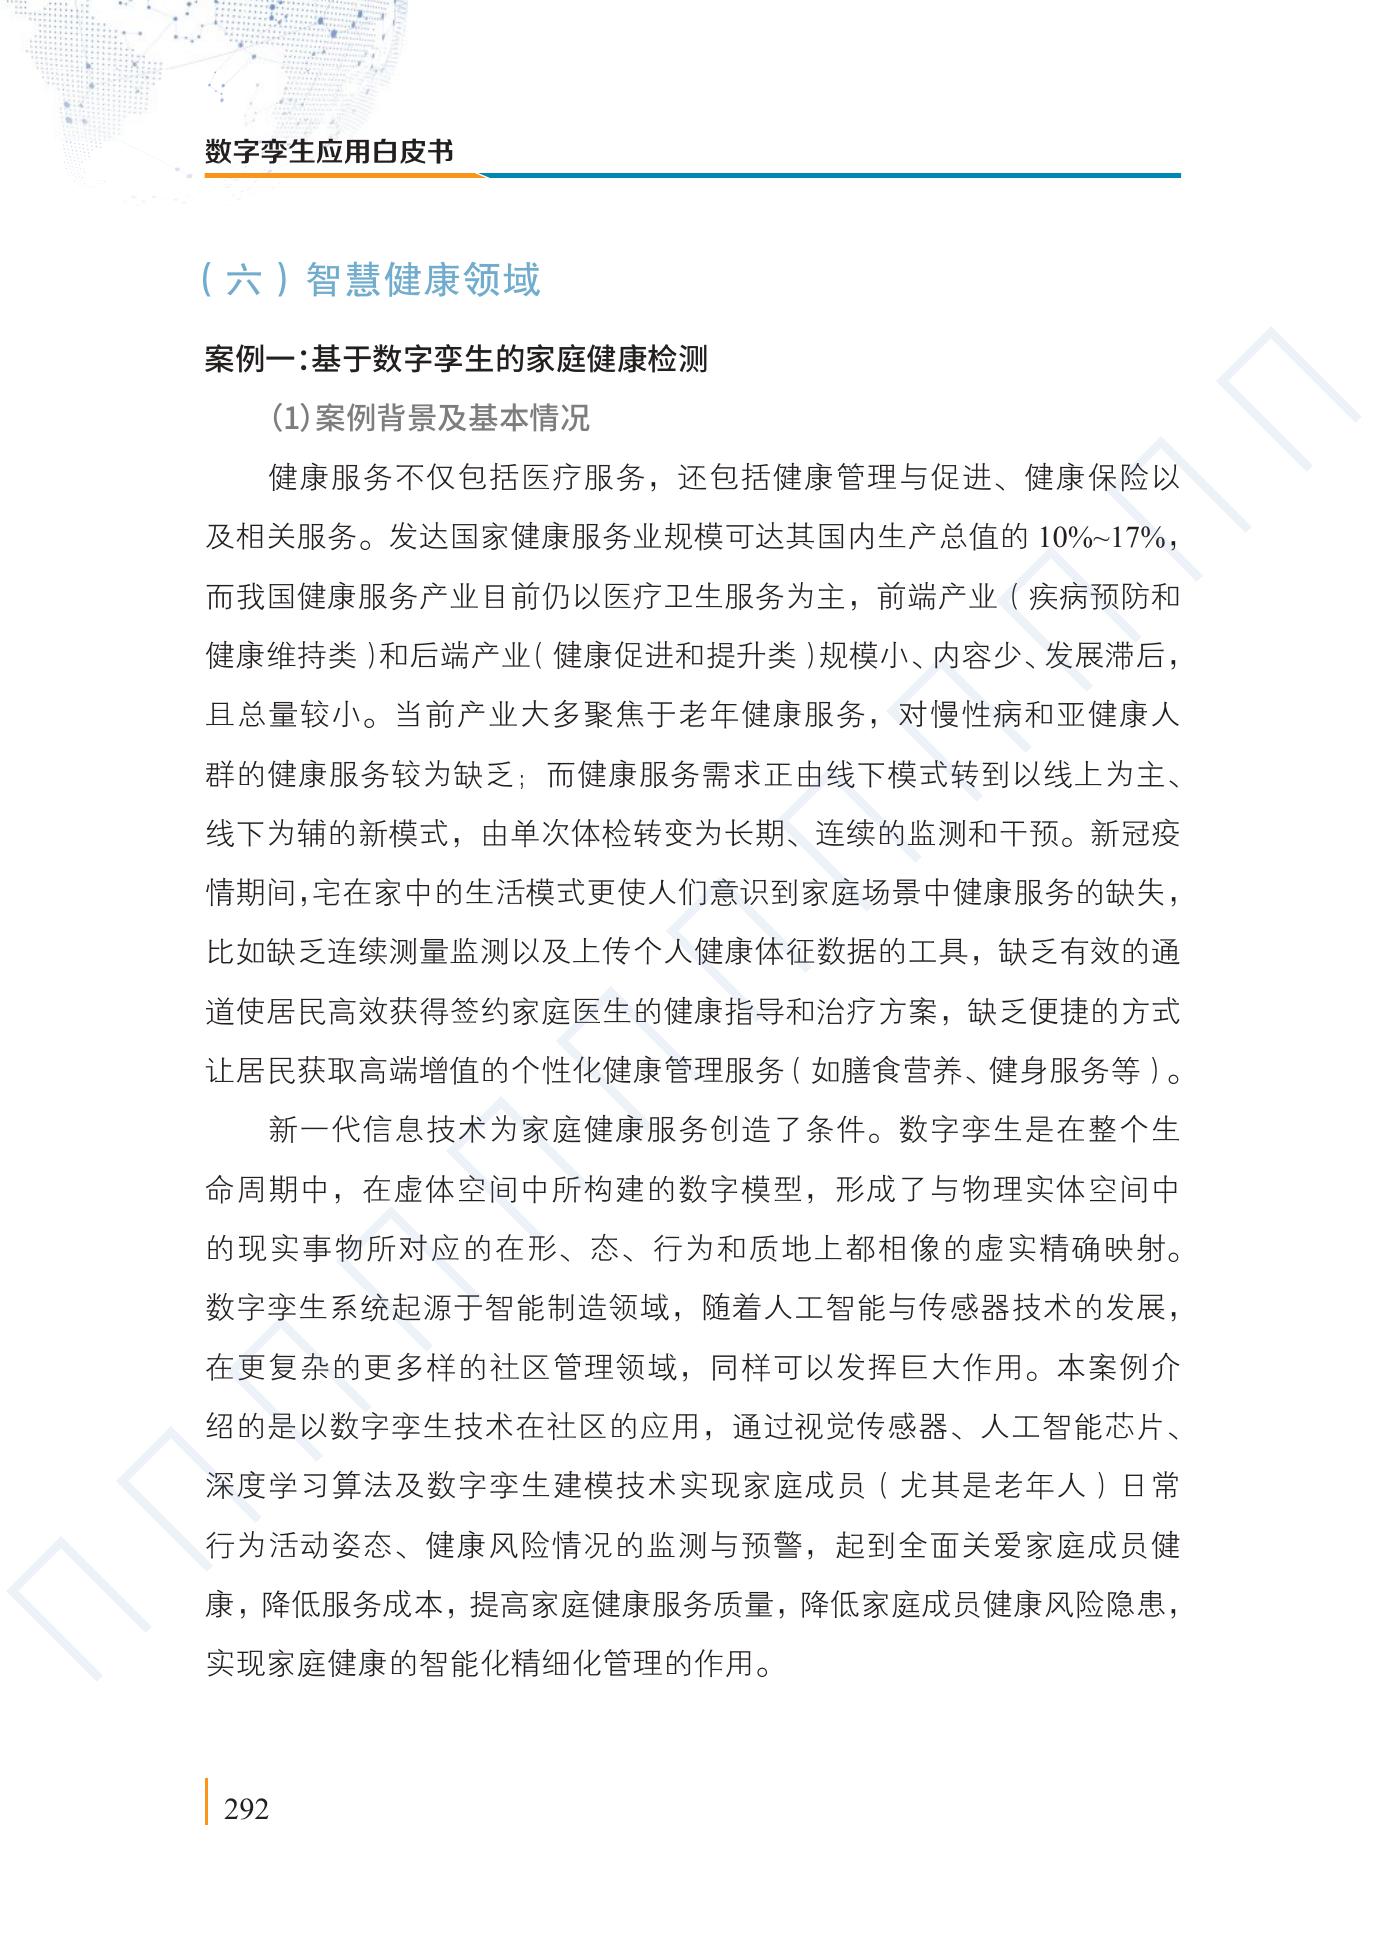 数字孪生应用白皮书
（六）智慧健康领域
案例一：基于数字孪生的家庭健康检测
（1）案例背景及基本情况
健康服务不仅包括医疗服务，还包括健康管理与促进、健康保险以
及相关服务。发达国家健康服务业规模可达其国内生产总值的 10%~17%，
而我国健康服务产业目前仍以医疗卫生服务为主，前端产业（疾病预防和
健康维持类）和后端产业（健康促进和提升类）规模小、内容少、发展滞后，
且总量较小。当前产业大多聚焦于老年健康服务，对慢性病和亚健康人
群的健康服务较为缺乏；而健康服务需求正由线下模式转到以线上为主、
线下为辅的新模式，由单次体检转变为长期、连续的监测和干预。新冠疫
情期间，宅在家中的生活模式更使人们意识到家庭场景中健康服务的缺失，
比如缺乏连续测量监测以及上传个人健康体征数据的工具，缺乏有效的通
道使居民高效获得签约家庭医生的健康指导和治疗方案，缺乏便捷的方式
让居民获取高端增值的个性化健康管理服务（如膳食营养、健身服务等）。
新一代信息技术为家庭健康服务创造了条件。数字孪生是在整个生
命周期中，在虚体空间中所构建的数字模型，形成了与物理实体空间中
的现实事物所对应的在形、态、行为和质地上都相像的虚实精确映射。
数字孪生系统起源于智能制造领域，随着人工智能与传感器技术的发展，
在更复杂的更多样的社区管理领域，同样可以发挥巨大作用。本案例介
绍的是以数字孪生技术在社区的应用，通过视觉传感器、人工智能芯片、
深度学习算法及数字孪生建模技术实现家庭成员（尤其是老年人）日常
行为活动姿态、健康风险情况的监测与预警，起到全面关爱家庭成员健
康，降低服务成本，提高家庭健康服务质量，降低家庭成员健康风险隐患，
实现家庭健康的智能化精细化管理的作用。
292